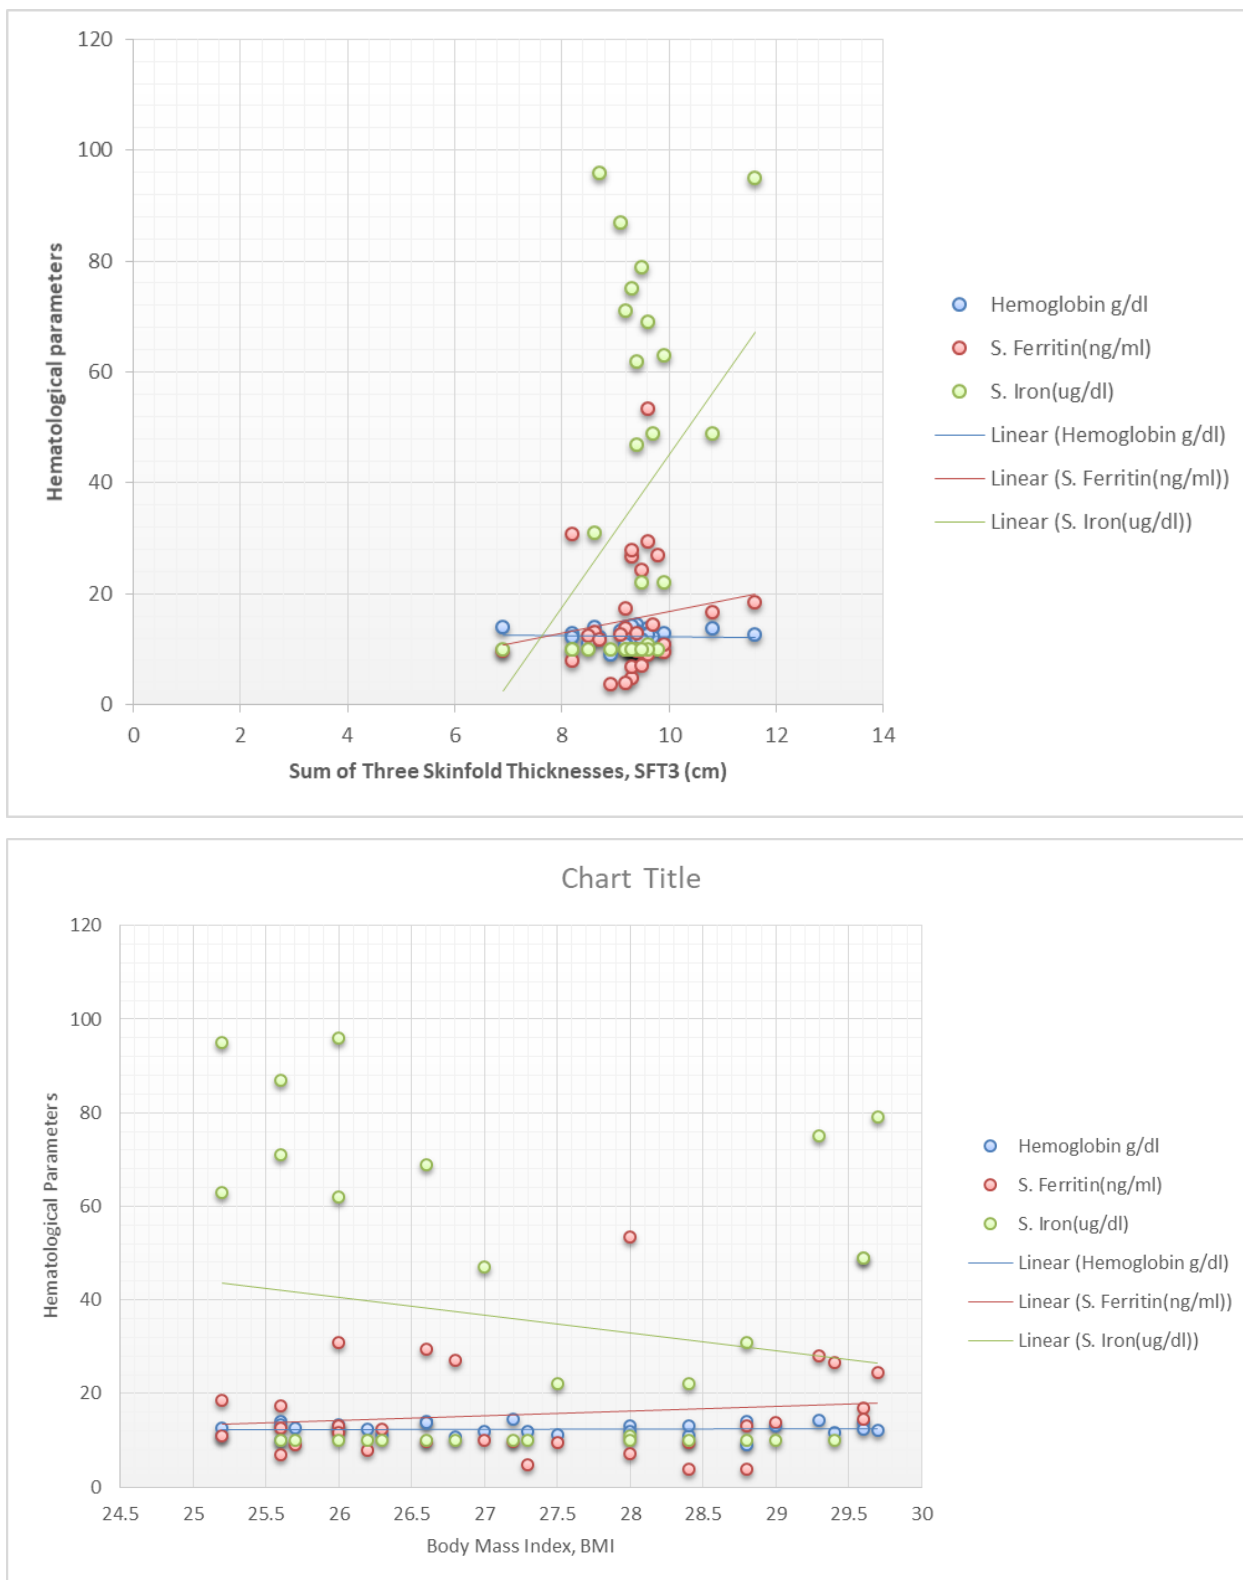 120
100
80
60
40
20
0
0 2 4 6 8 10 12 14
Hematological parameters
Sum of Three Skinfold Thicknesses, SFT3 (cm)
Hemoglobin g/dl
S. Ferritin(ng/ml)
S. Iron(ug/dl)
Linear (Hemoglobin g/dl)
Linear (S. Ferritin(ng/ml))
Linear (S. Iron(ug/dl))
Chart Title
120
100
80
60
40
20
0
24.5 25 25.5 26 26.5 27 27.5 28 28.5 29 29.5 30
Hematological Parameters
Body Mass Index, BMI
Hemoglobin g/dl
S. Ferritin(ng/ml)
S. Iron(ug/dl)
Linear (Hemoglobin g/dl)
Linear (S. Ferritin(ng/ml))
Linear (S. Iron(ug/dl))